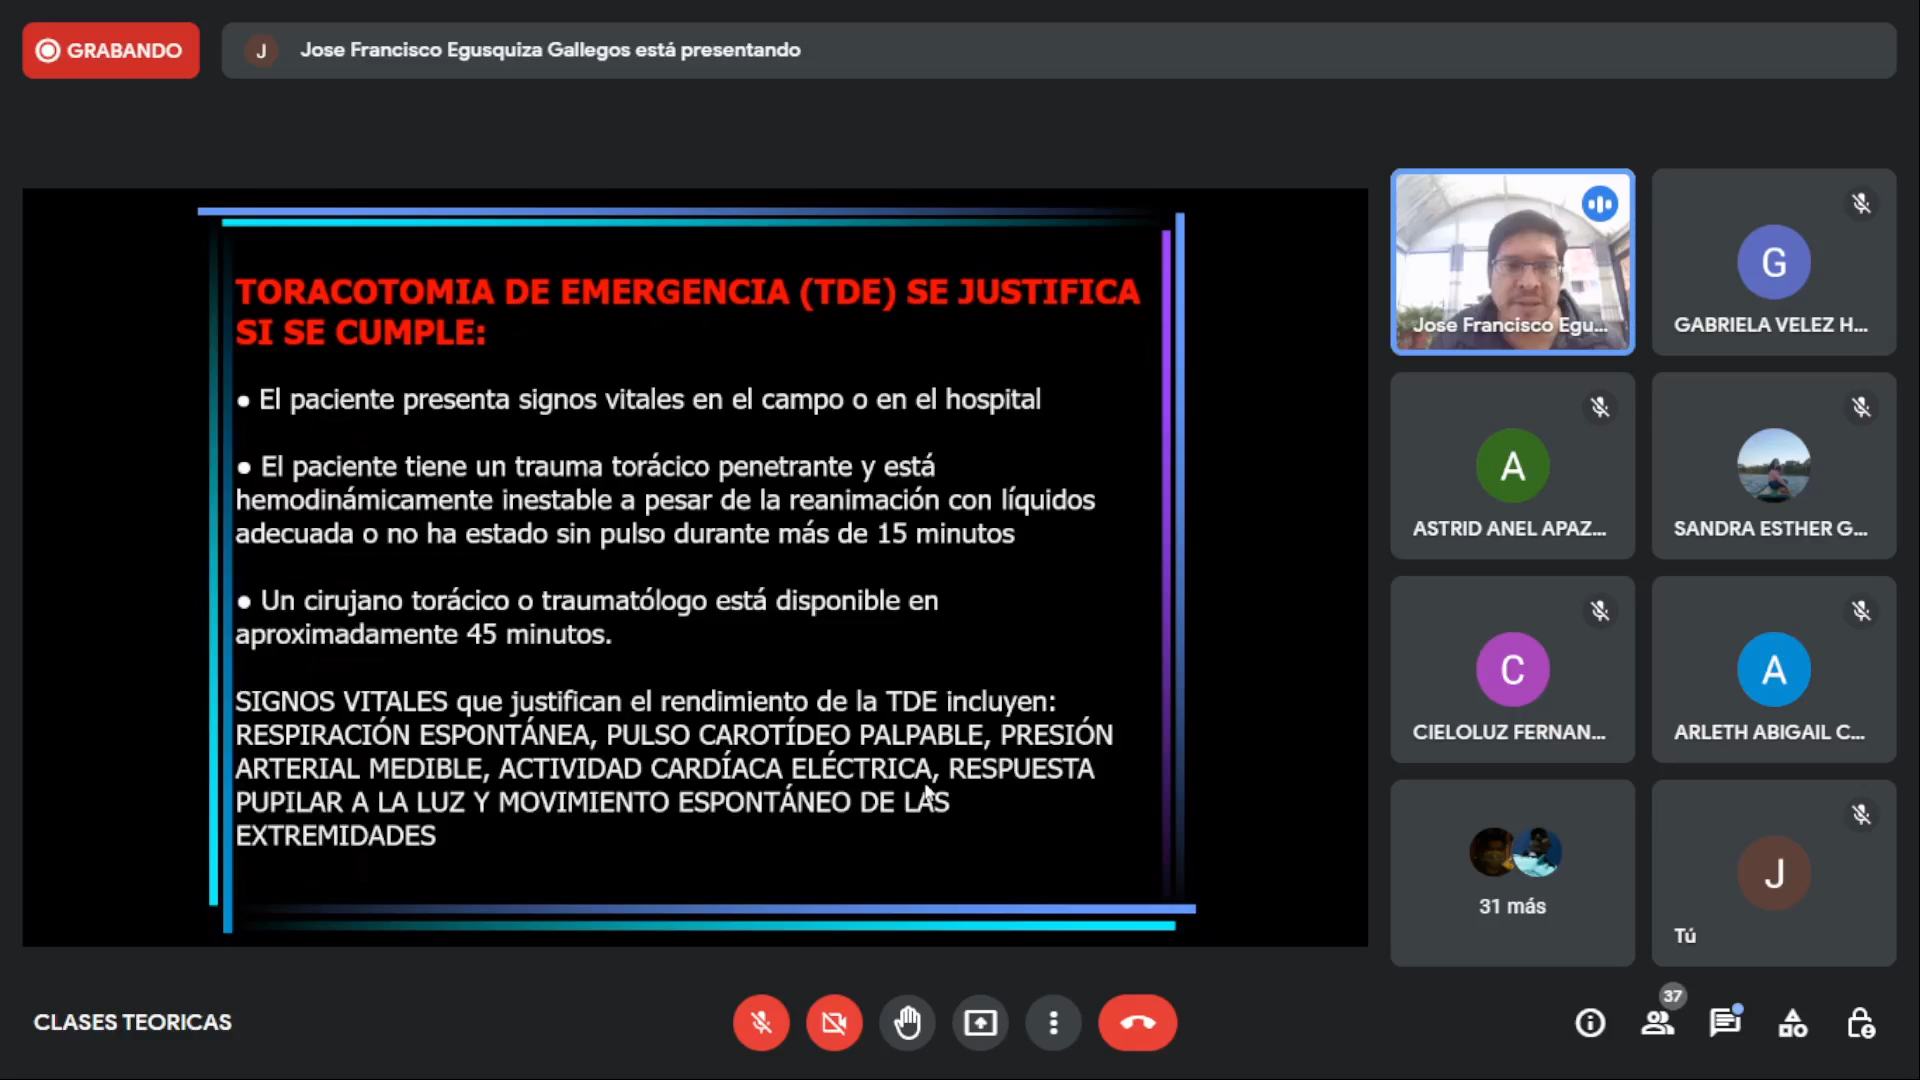 GRABANDO
J
Jose Francisco Egusquiza Gallegos está presentando
TORACOTOMIA DE EMERGENCIA (TDE) SE JUSTIFICA
SI SE CUMPLE:
● El paciente presenta signos vitales en el campo o en el hospital
● El paciente tiene un trauma torácico penetrante y está
hemodinámicamente inestable a pesar de la reanimación con líquidos
adecuada o no ha estado sin pulso durante más de 15 minutos
● Un cirujano torácico o traumatólogo está disponible en
aproximadamente 45 minutos.
SIGNOS VITALES que justifican el rendimiento de la TDE incluyen:
RESPIRACIÓN ESPONTÁNEA, PULSO CAROTÍDEO PALPABLE, PRESIÓN
ARTERIAL MEDIBLE, ACTIVIDAD CARDÍACA ELÉCTRICA, RESPUESTA
PUPILAR A LA LUZ Y MOVIMIENTO ESPONTÁNEO DE LAS
EXTREMIDADES
Jose Francisco Egu...
G
GABRIELA VELEZ H...
A
ASTRID ANEL APAZ...
SANDRA ESTHER G...
C
CIELOLUZ FERNAN...
A
ARLETH ABIGAIL C...
31 más
J
Tú
CLASES TEORICAS
37